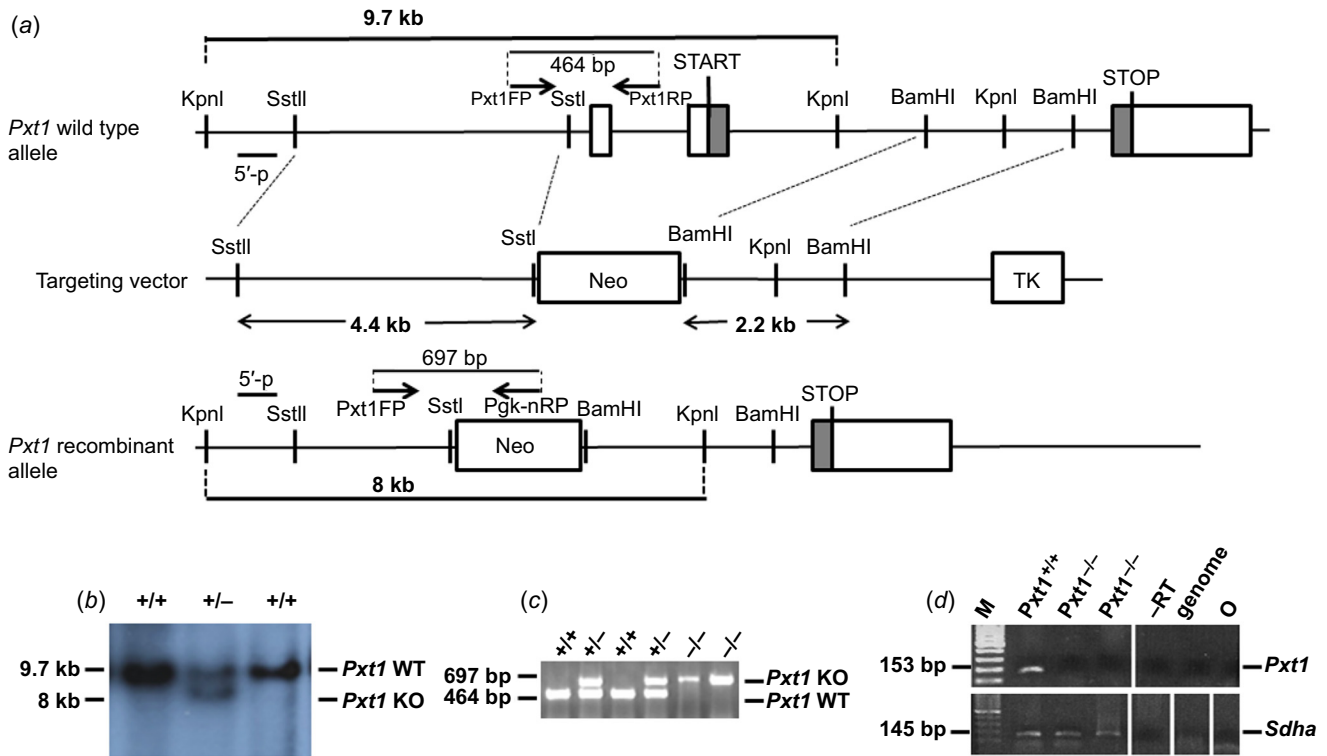 (a)
9.7 kb
464 bp
START
STOP
KpnI SstII Pxt1FP SstI Pxt1RP KpnI BamHI KpnI BamHI
Pxt1 wild type
allele
5′-p
SstII SstI BamHI KpnI BamHI
Targeting vector Neo TK
4.4 kb 2.2 kb
697 bp
5′-p STOP
KpnI SstII Pxt1FP SstI Pgk-nRP BamHI KpnI BamHI
Pxt1 recombinant
allele
Neo
8 kb
(b) +/+ +/– +/+
9.7 kb Pxt1 WT
8 kb Pxt1 KO
(c) +/+ +/– +/+ +/– –/– –/–
697 bp Pxt1 KO
464 bp Pxt1 WT
(d) M Pxt1+/+ Pxt1–/– Pxt1–/– –RT genome O
153 bp Pxt1
145 bp Sdha